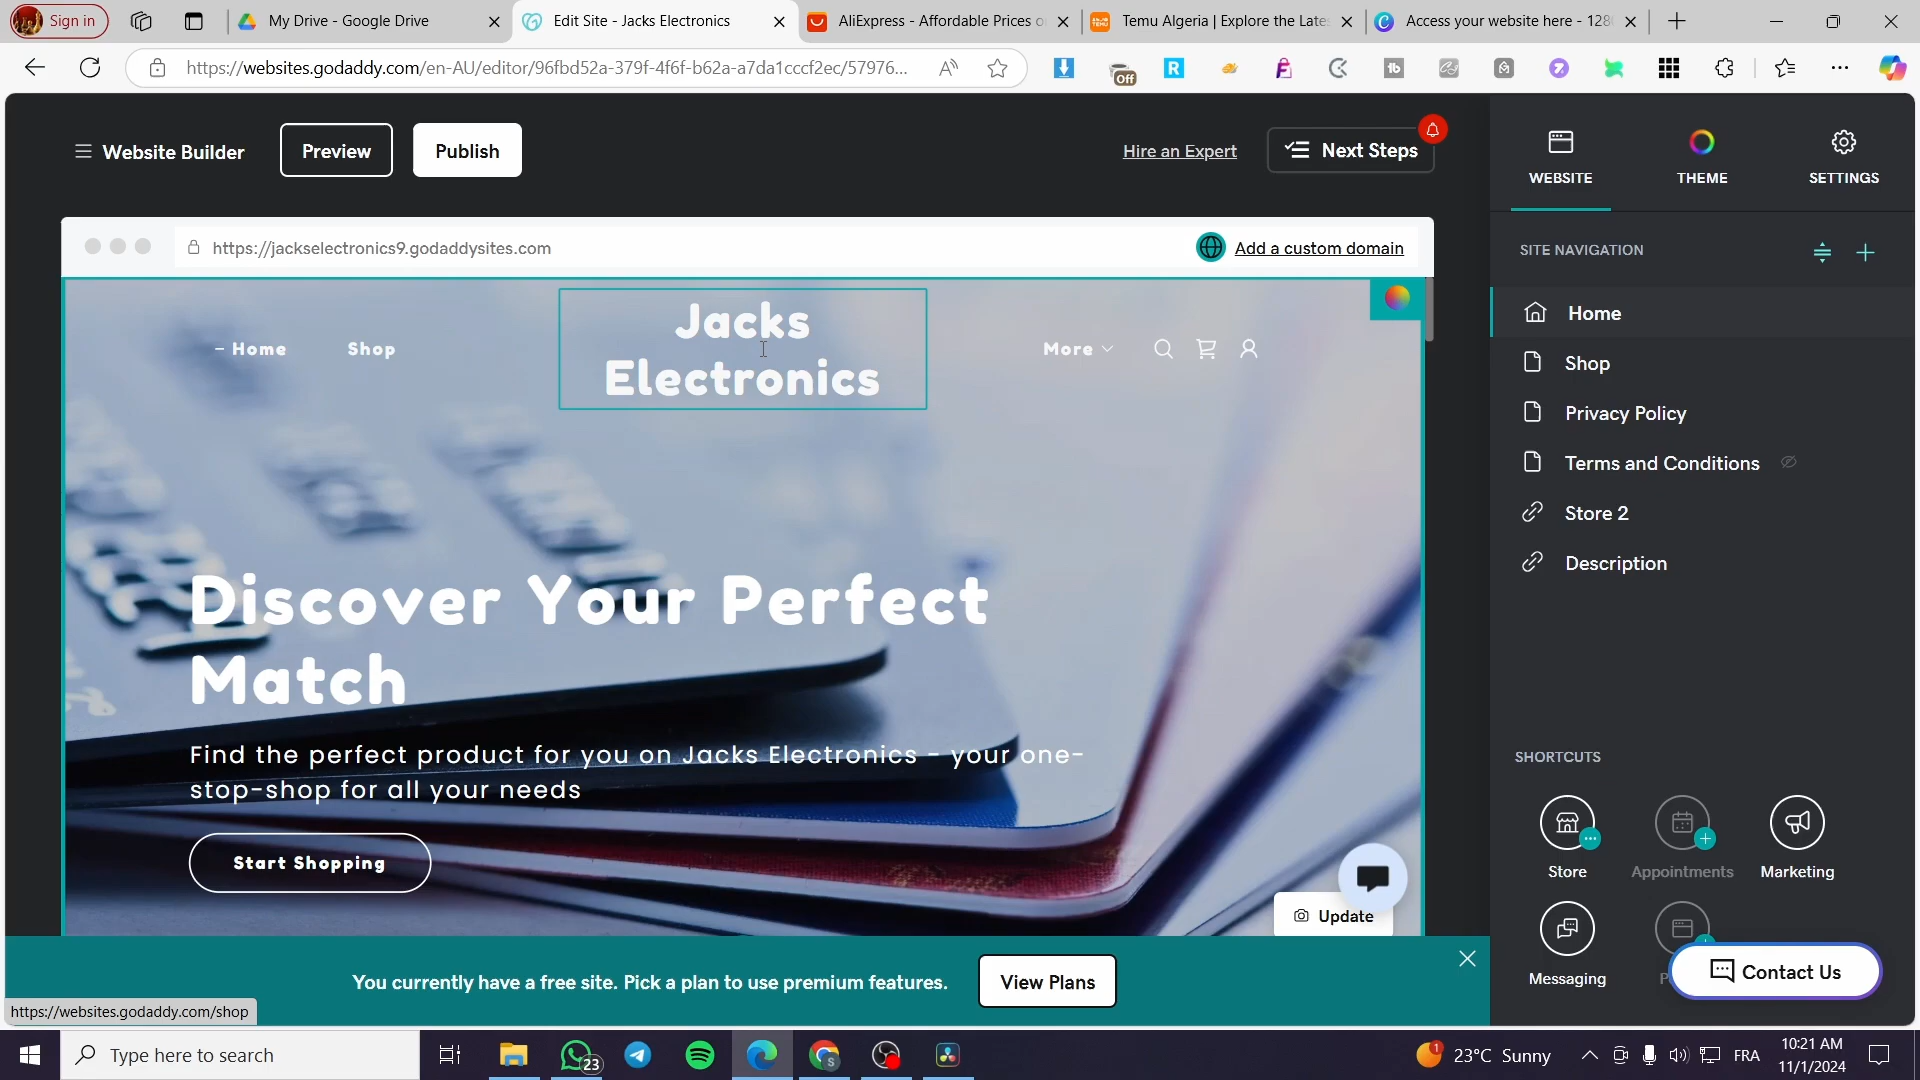 Sign in
My Drive - Google Drive
Edit Site - Jacks Electronics
AliExpress - Affordable Prices o
Temu Algeria | Explore the Late
Access your website here - 128
https://websites.godaddy.com/en-AU/editor/96fbd52a-379f-4f6f-b62a-a7da1cccf2ec/57976...
Off
Website Builder
Preview
Publish
Hire an Expert
Next Steps
WEBSITE
THEME
SETTINGS
https://jackselectronics9.godaddysites.com
Add a custom domain
SITE NAVIGATION
Home
Shop
Privacy Policy
Terms and Conditions
Store 2
Description
– Home
Shop
Jacks
Electronics
More
Discover Your Perfect
Match
Find the perfect product for you on Jacks Electronics - your one-
stop-shop for all your needs
Start Shopping
Update
SHORTCUTS
Store
Appointments
Marketing
Messaging
Contact Us
You currently have a free site. Pick a plan to use premium features.
View Plans
https://websites.godaddy.com/shop
Type here to search
23
1
23°C Sunny
FRA
10:21 AM
11/1/2024